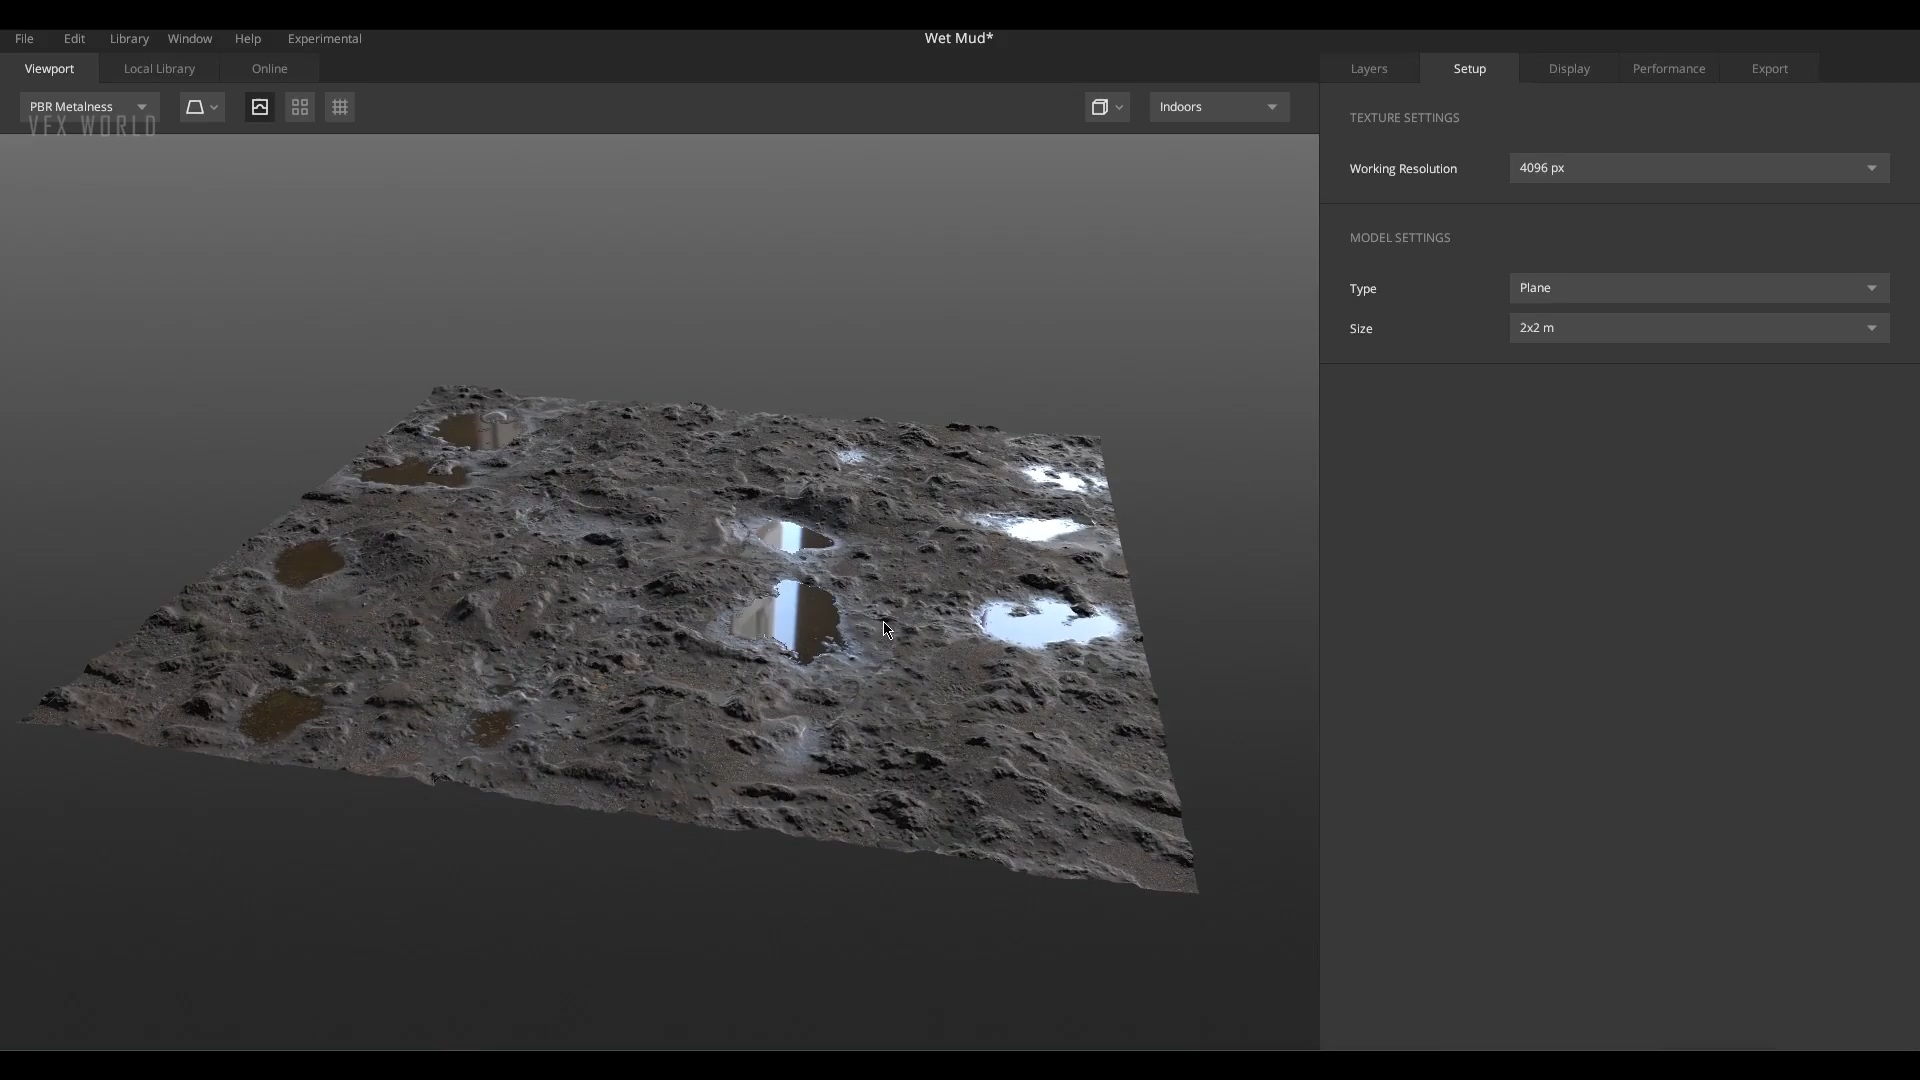 File Edit Library Window Help Experimental
Wet Mud*
Viewport Local Library Online
Layers Setup Display Performance Export
PBR Metalness
VFX WORLD
Indoors
TEXTURE SETTINGS
Working Resolution 4096 px
MODEL SETTINGS
Type Plane
Size 2x2 m